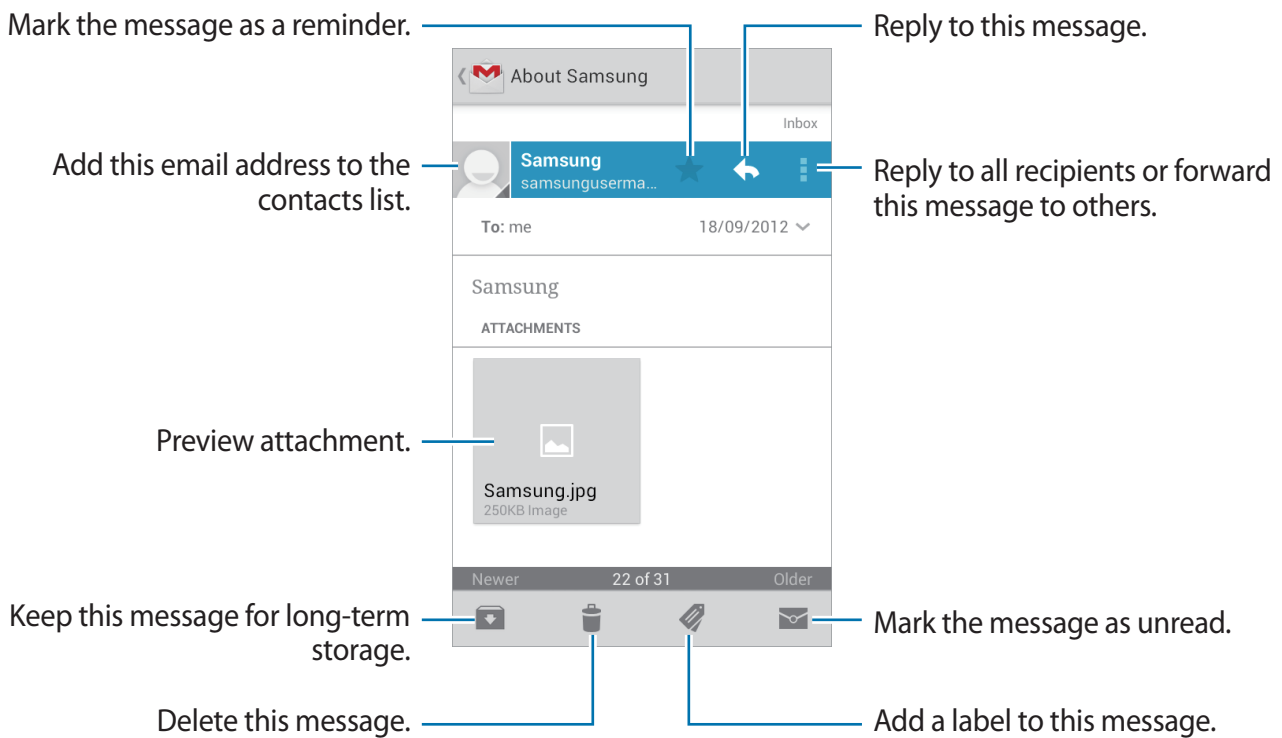 Mark the message as a reminder.
Reply to this message.
About Samsung
Inbox
Add this email address to the
contacts list.
Samsung
samsunguserma...
Reply to all recipients or forward
this message to others.
To: me
18/09/2012
Samsung
ATTACHMENTS
Preview attachment.
Samsung.jpg
250KB Image
Newer
22 of 31
Older
Keep this message for long-term
storage.
Mark the message as unread.
Delete this message.
Add a label to this message.